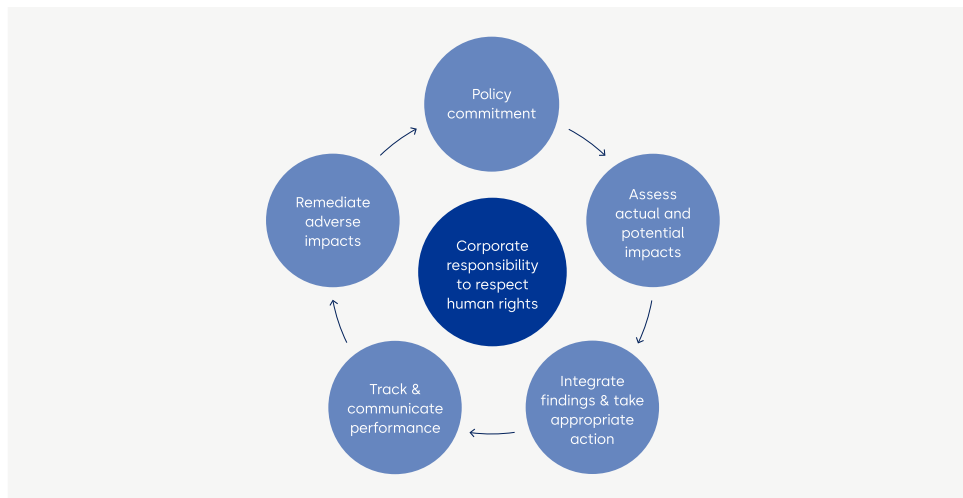 Policy
commitment
Assess
actual and
potential
impacts
Integrate
findings & take
appropriate
action
Track &
communicate
performance
Remediate
adverse
impacts
Corporate
responsibility
to respect
human rights